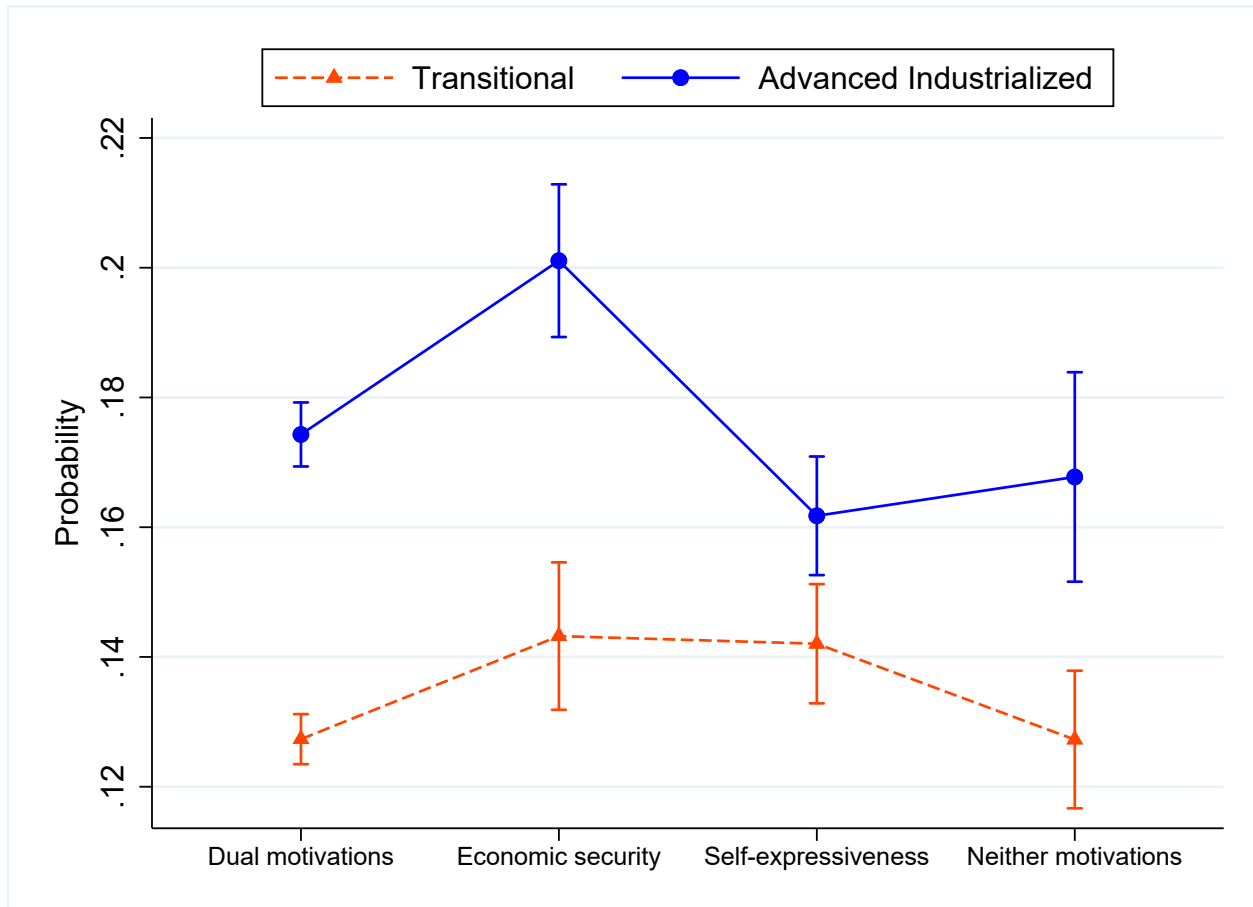 Transitional Advanced Industrialized
Probability
.22
.2
.18
.16
.14
.12
Dual motivations Economic security Self-expressiveness Neither motivations